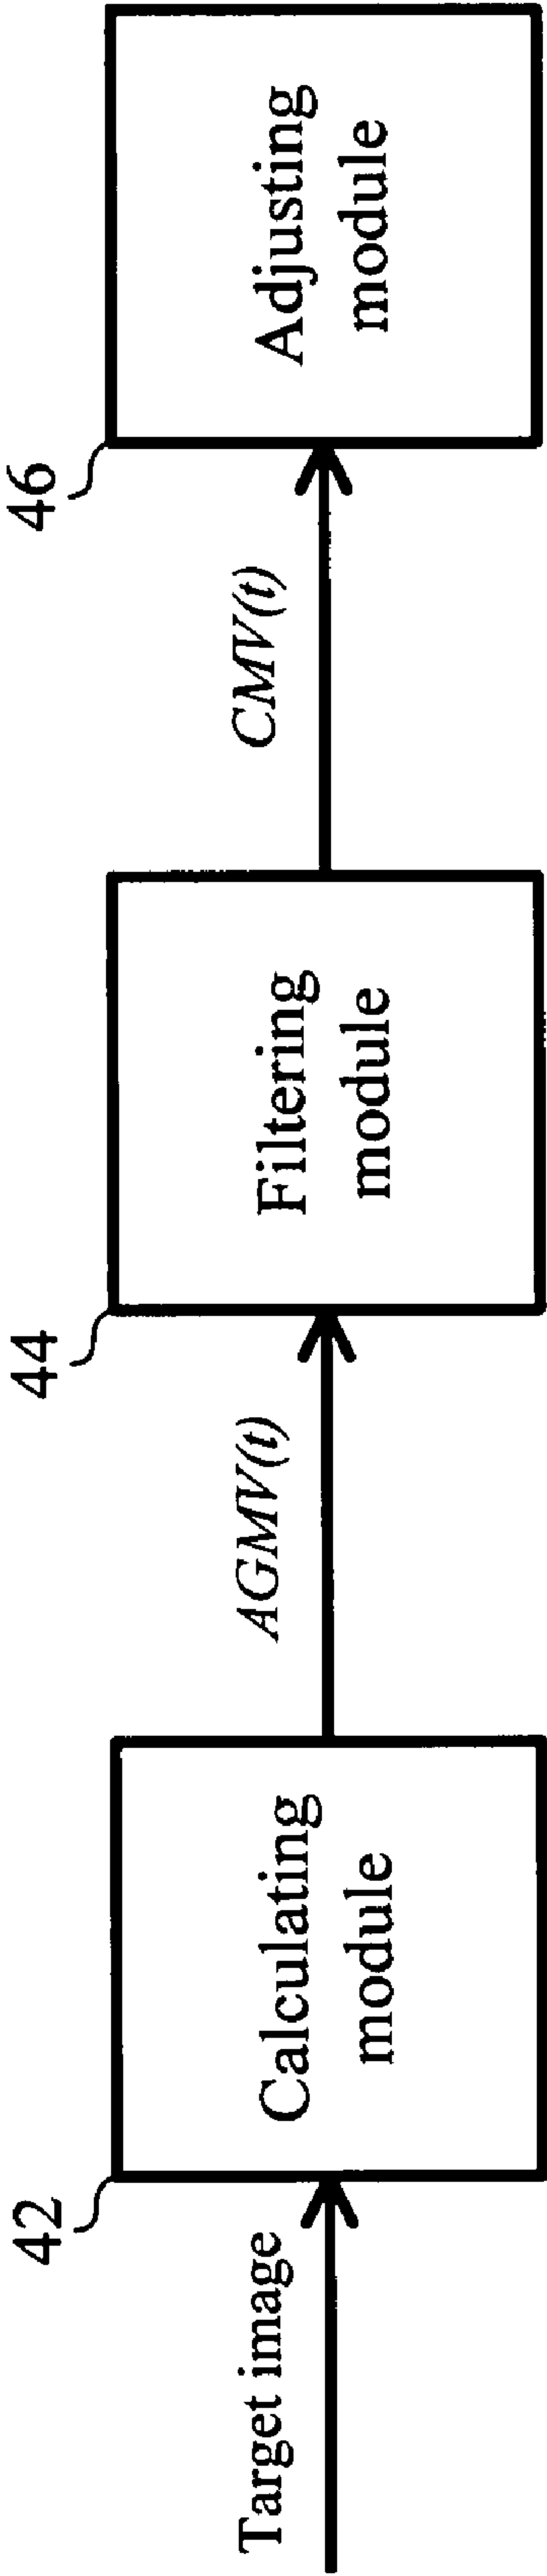 42
44
46
Target image
Calculating
module
AGMV(t)
Filtering
module
CMV(t)
Adjusting
module